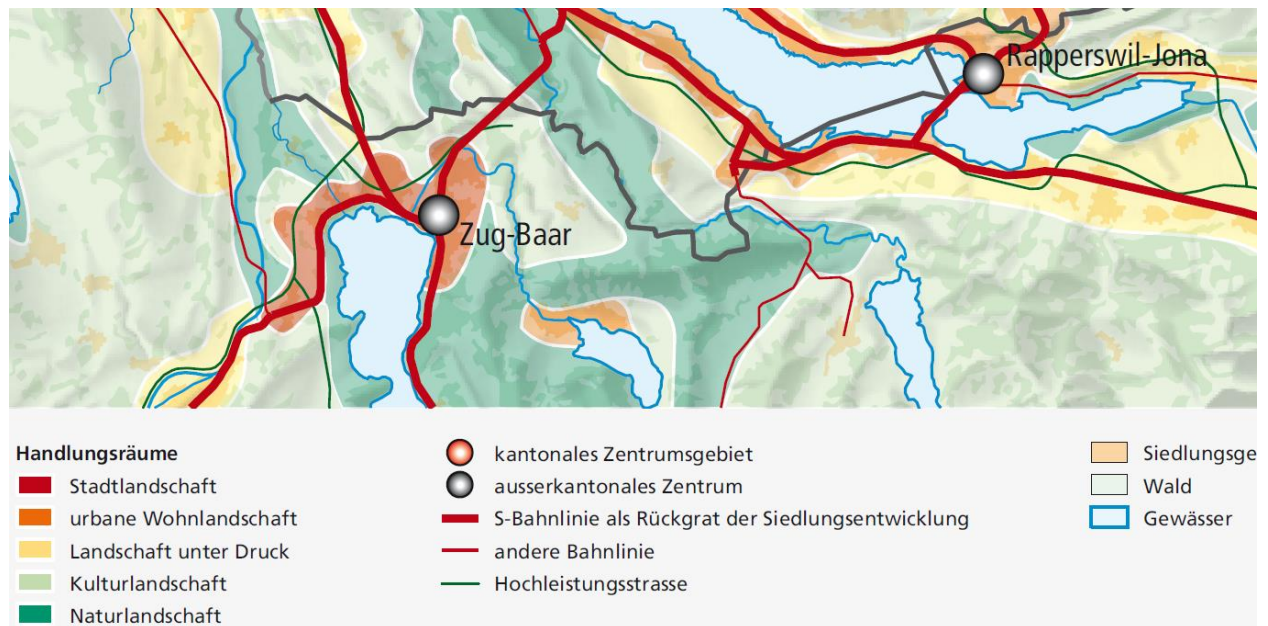 Rapperswil-Jona
Zug-Baar
Handlungsräume
Stadtlandschaft
urbane Wohnlandschaft
Landschaft unter Druck
Kulturlandschaft
Naturlandschaft
kantonales Zentrumsgebiet
ausserkantonales Zentrum
S-Bahnlinie als Rückgrat der Siedlungsentwicklung
andere Bahnlinie
Hochleistungsstrasse
Siedlungsge
Wald
Gewässer